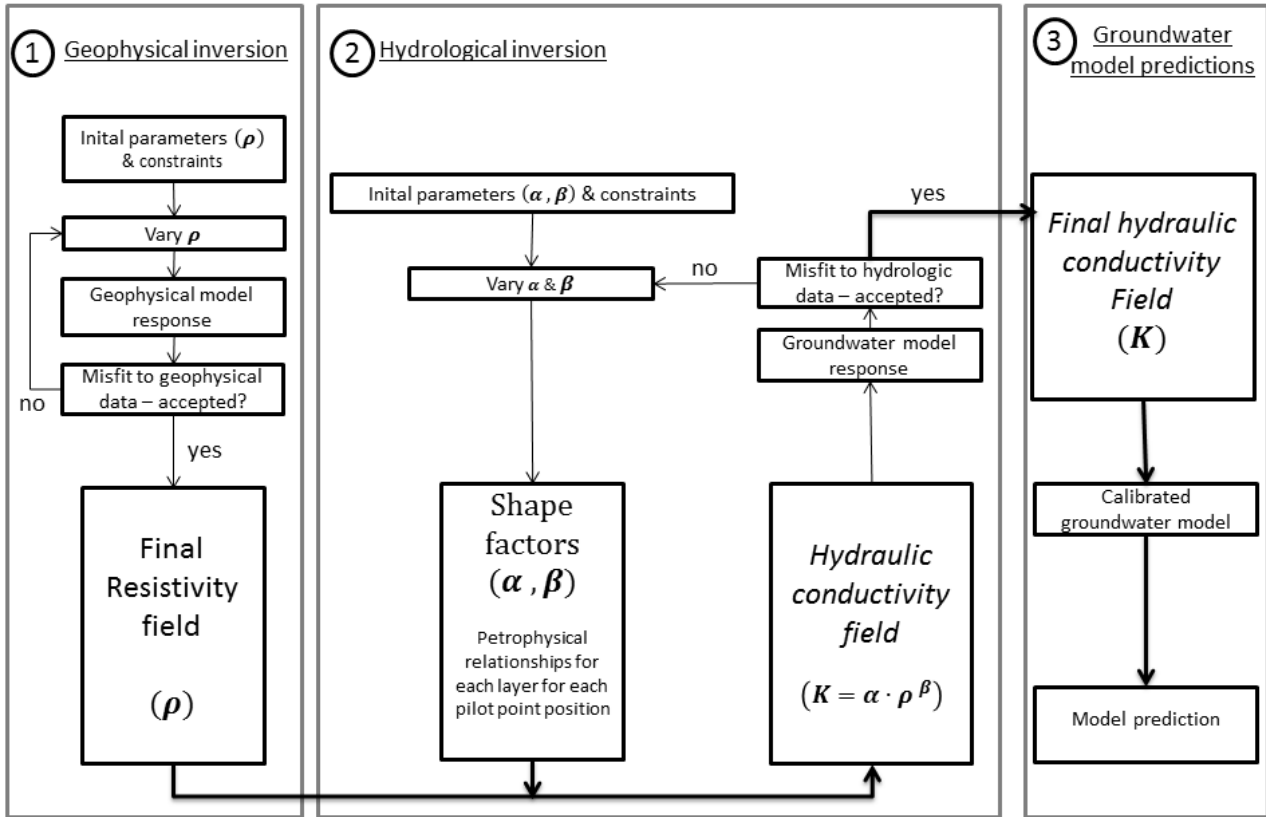 1
Geophysical inversion
Inital parameters (ρ)
& constraints
Vary ρ
Geophysical model
response
Misfit to geophysical
data – accepted?
no
yes
Final
Resistivity
field
(ρ)
2
Hydrological inversion
Inital parameters (α , β) & constraints
Vary α & β
no
Misfit to hydrologic
data – accepted?
yes
Groundwater model
response
Shape
factors
(α , β)
Petrophysical
relationships for
each layer for each
pilot point position
Hydraulic
conductivity
field
(K = α · ρ^β)
3
Groundwater
model predictions
Final hydraulic
conductivity
Field
(K)
Calibrated
groundwater model
Model prediction